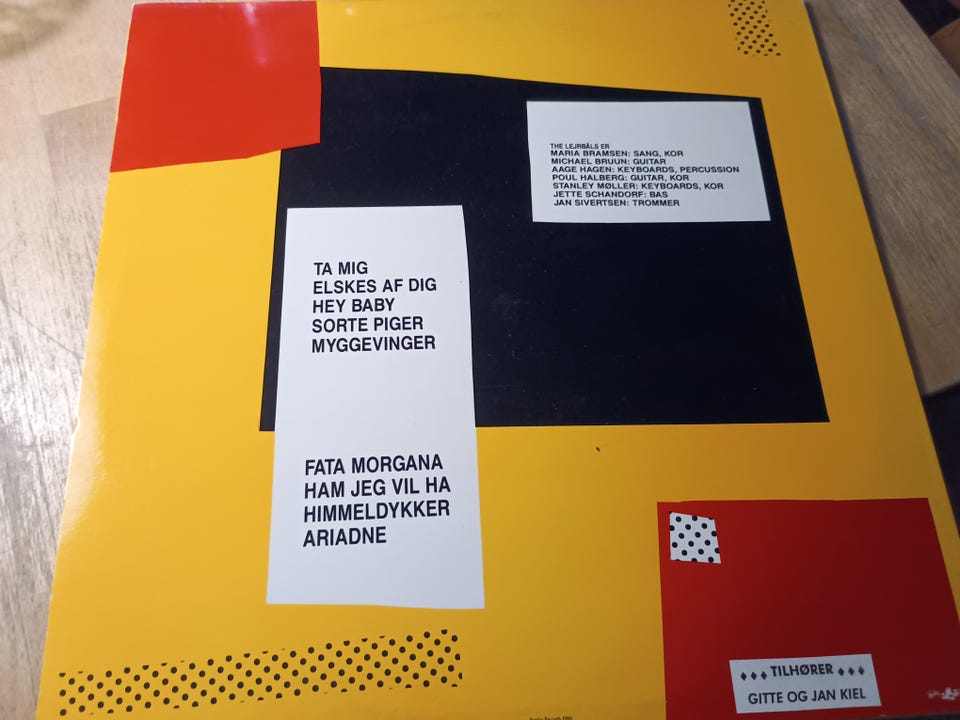 THE LEJRBÅLS ER
MARIA BRAMSEN: SANG, KOR
MICHAEL BRUUN: GUITAR
AAGE HAGEN: KEYBOARDS, PERCUSSION
POUL HALBERG: GUITAR, KOR
STANLEY MØLLER: KEYBOARDS, KOR
JETTE SCHANDORF: BAS
JAN SIVERTSEN: TROMMER
TA MIG
ELSKES AF DIG
HEY BABY
SORTE PIGER
MYGGEVINGER
FATA MORGANA
HAM JEG VIL HA
HIMMELDYKKER
ARIADNE
TILHØRER
GITTE OG JAN KIEL